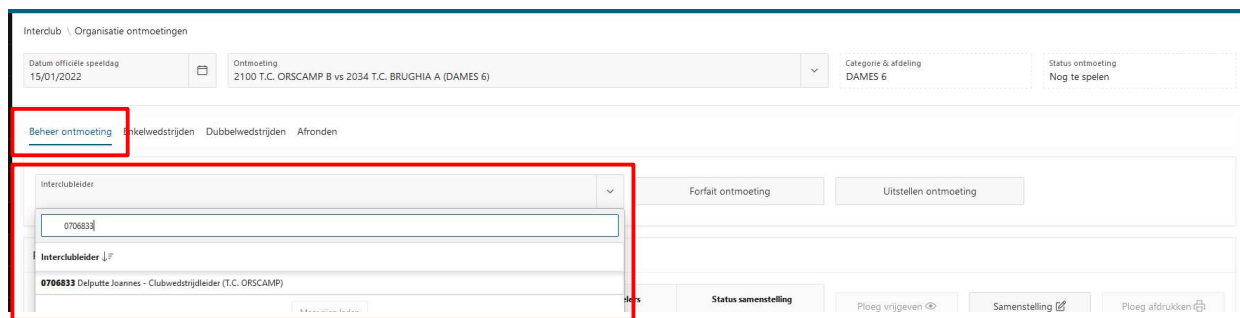 Interclub \ Organisatie ontmoetingen
Datum officiële speeldag
15/01/2022
Ontmoeting
2100 T.C. ORSCAMP B vs 2034 T.C. BRUGHIA A (DAMES 6)
Categorie & afdeling
DAMES 6
Status ontmoeting
Nog te spelen
Beheer ontmoeting Enkelwedstrijden Dubbelwedstrijden Afronden
Interclubleider
Forfait ontmoeting
Uitstellen ontmoeting
0706833
Interclubleider
0706833 Delputte Joannes - Clubwedstrijdleider (T.C. ORSCAMP)
Status samenstelling
Ploeg vrijgeven
Samenstelling
Ploeg afdrukken